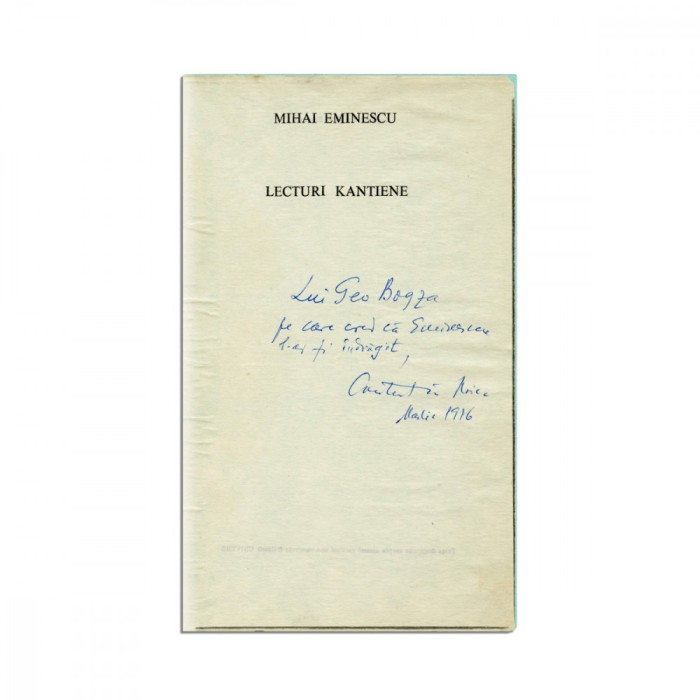 MIHAI EMINESCU
LECTURI KANTIENE
Lui Geo Bogza
pe care cred că Eminescu
l-ar fi îndrăgit,
Constantin Noica
Martie 1976